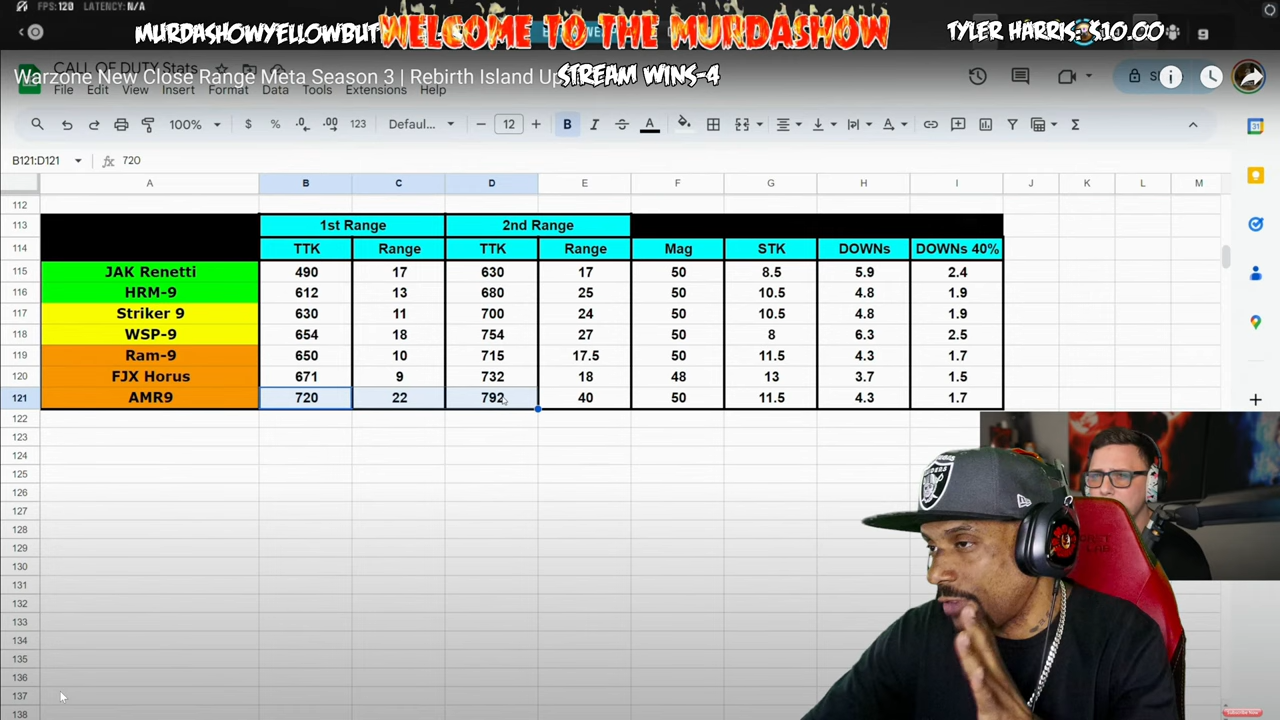 FPS:120 LATENCY:N/A
MURDASHOWYELLOWBUT
WELCOME TO THE MURDASHOW
TYLER HARRIS: $10.00
9
CALL OF DUTY Stats
Warzone New Close Range Meta Season 3 | Rebirth Island Up
STREAM WINS-4
File Edit View Insert Format Data Tools Extensions Help
100% $ % .0 .00 123 Defaul... 12 B I A
B121:D121 fx 720
A B C D E F G H I J K L M
112
113 1st Range 2nd Range
114 TTK Range TTK Range Mag STK DOWNs DOWNs 40%
115 JAK Renetti 490 17 630 17 50 8.5 5.9 2.4
116 HRM-9 612 13 680 25 50 10.5 4.8 1.9
117 Striker 9 630 11 700 24 50 10.5 4.8 1.9
118 WSP-9 654 18 754 27 50 8 6.3 2.5
119 Ram-9 650 10 715 17.5 50 11.5 4.3 1.7
120 FJX Horus 671 9 732 18 48 13 3.7 1.5
121 AMR9 720 22 792 40 50 11.5 4.3 1.7
122
123
124
125
126
127
128
129
130
131
132
133
134
135
136
137
138
RAIDERS